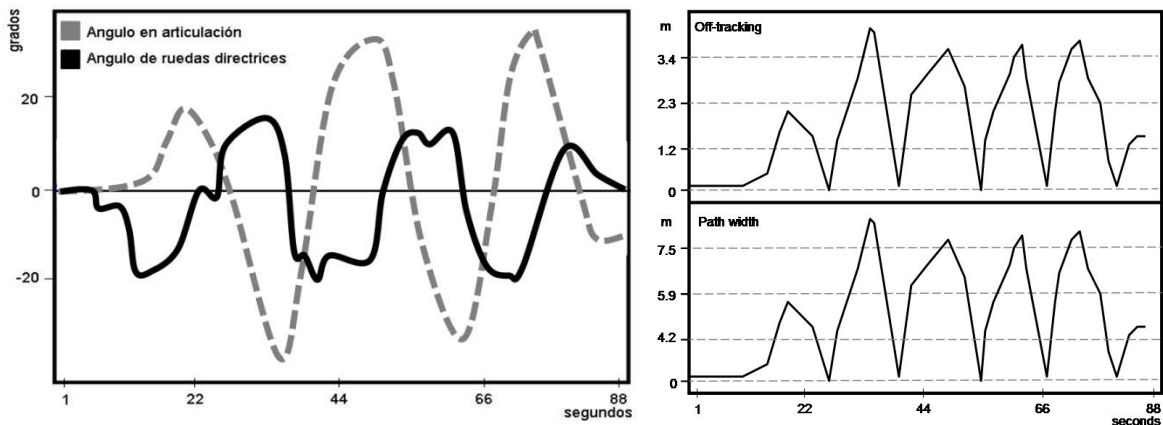 grados
Angulo en articulación
Angulo de ruedas directrices
20
0
-20
1 22 44 66 88
segundos
m
Off-tracking
3.4
2.3
1.2
0
m
Path width
7.5
5.9
4.2
0
1 22 44 66 88
seconds